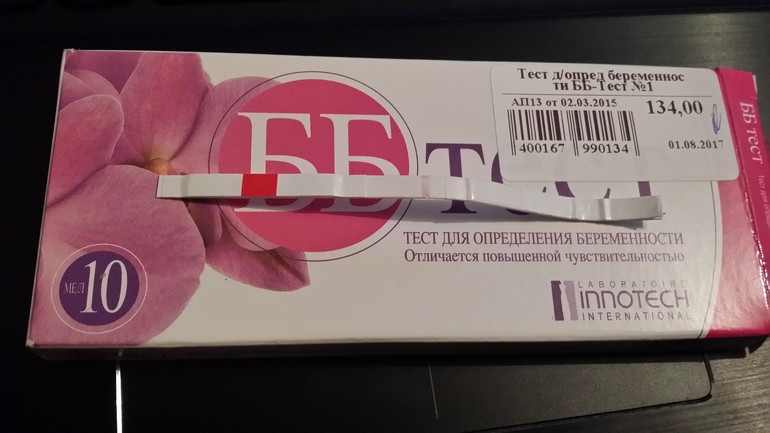 Тест д/опред беременнос
ти ББ-Тест №1
АП13 от 02.03.2015
134,00
400167 990134
01.08.2017
ББ тест
ББ ТЕСТ
ТЕСТ ДЛЯ ОПРЕДЕЛЕНИЯ БЕРЕМЕННОСТИ
Отличается повышенной чувствительностью
МЕ/Л
10
LABORATOIRE
INNOTECH
INTERNATIONAL